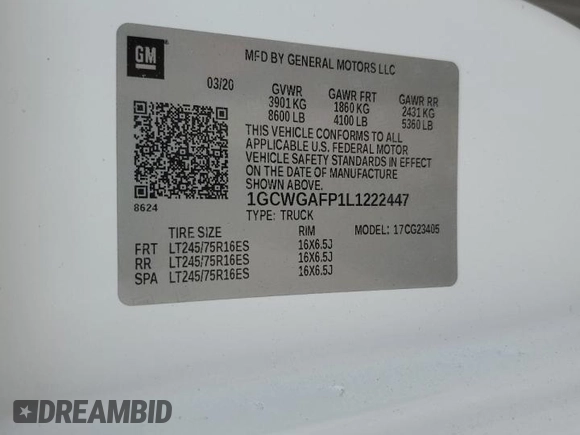 GM
MFD BY GENERAL MOTORS LLC
03/20 GVWR GAWR FRT GAWR RR
3901 KG 1860 KG 2431 KG
8600 LB 4100 LB 5360 LB
THIS VEHICLE CONFORMS TO ALL
APPLICABLE U.S. FEDERAL MOTOR
VEHICLE SAFETY STANDARDS IN EFFECT
ON THE DATE OF MANUFACTURE
SHOWN ABOVE.
8624 1GCWGAFP1L1222447
TYPE: TRUCK
TIRE SIZE RIM MODEL: 17CG23405
FRT LT245/75R16ES 16X6.5J
RR LT245/75R16ES 16X6.5J
SPA LT245/75R16ES 16X6.5J
DREAMBID